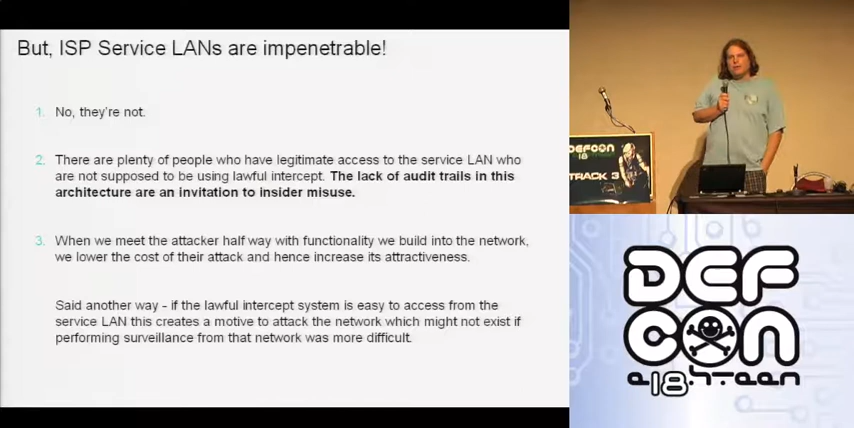 But, ISP Service LANs are impenetrable!
1. No, they're not.
2. There are plenty of people who have legitimate access to the service LAN who
are not supposed to be using lawful intercept. The lack of audit trails in this
architecture are an invitation to insider misuse.
3. When we meet the attacker half way with functionality we build into the network,
we lower the cost of their attack and hence increase its attractiveness.
Said another way - if the lawful intercept system is easy to access from the
service LAN this creates a motive to attack the network which might not exist if
performing surveillance from that network was more difficult.
DEFCON
18
TRACK 3
DEF
CON
e18h-teen